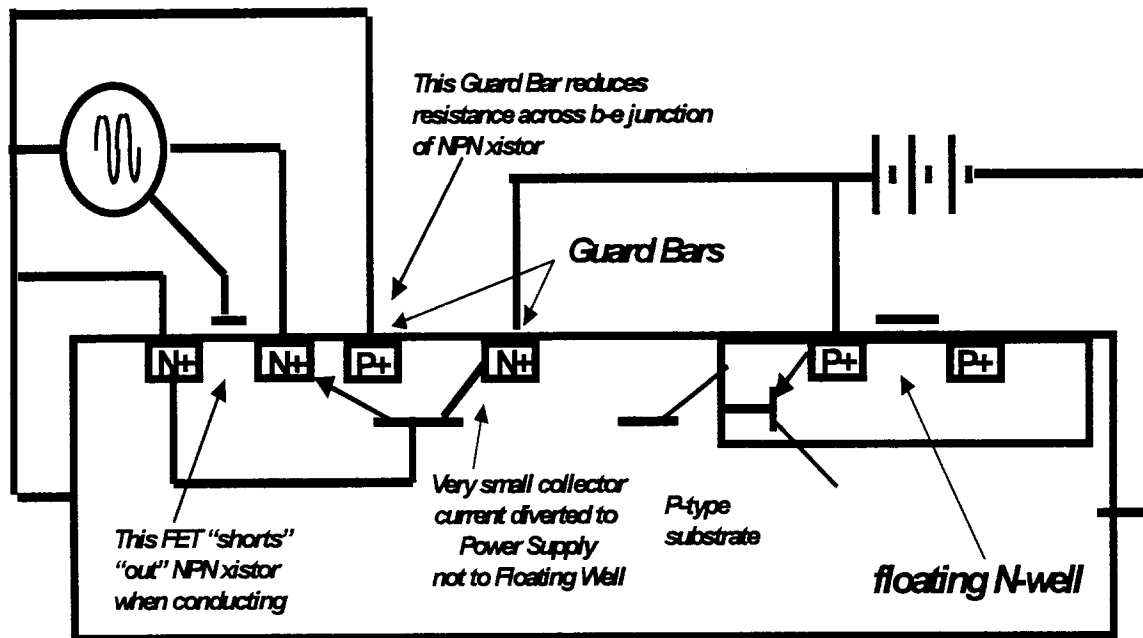 This Guard Bar reduces
resistance across b-e junction
of NPN xistor
Guard Bars
N+
N+
P+
N+
P+
P+
This FET "shorts"
"out" NPN xistor
when conducting
Very small collector
current diverted to
Power Supply
not to Floating Well
P-type
substrate
floating N-well